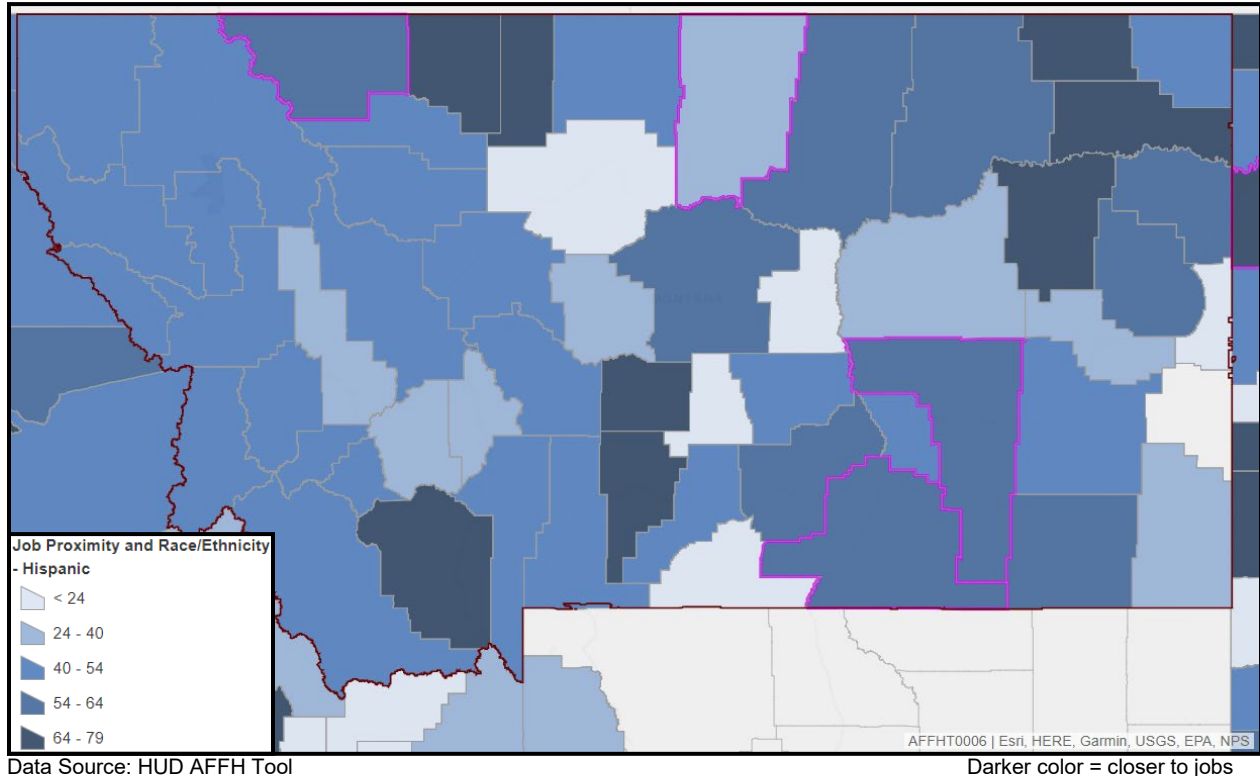 Job Proximity and Race/Ethnicity
- Hispanic
< 24
24 - 40
40 - 54
54 - 64
64 - 79
MONTANA
AFFHT0006 | Esri, HERE, Garmin, USGS, EPA, NPS
Data Source: HUD AFFH Tool
Darker color = closer to jobs